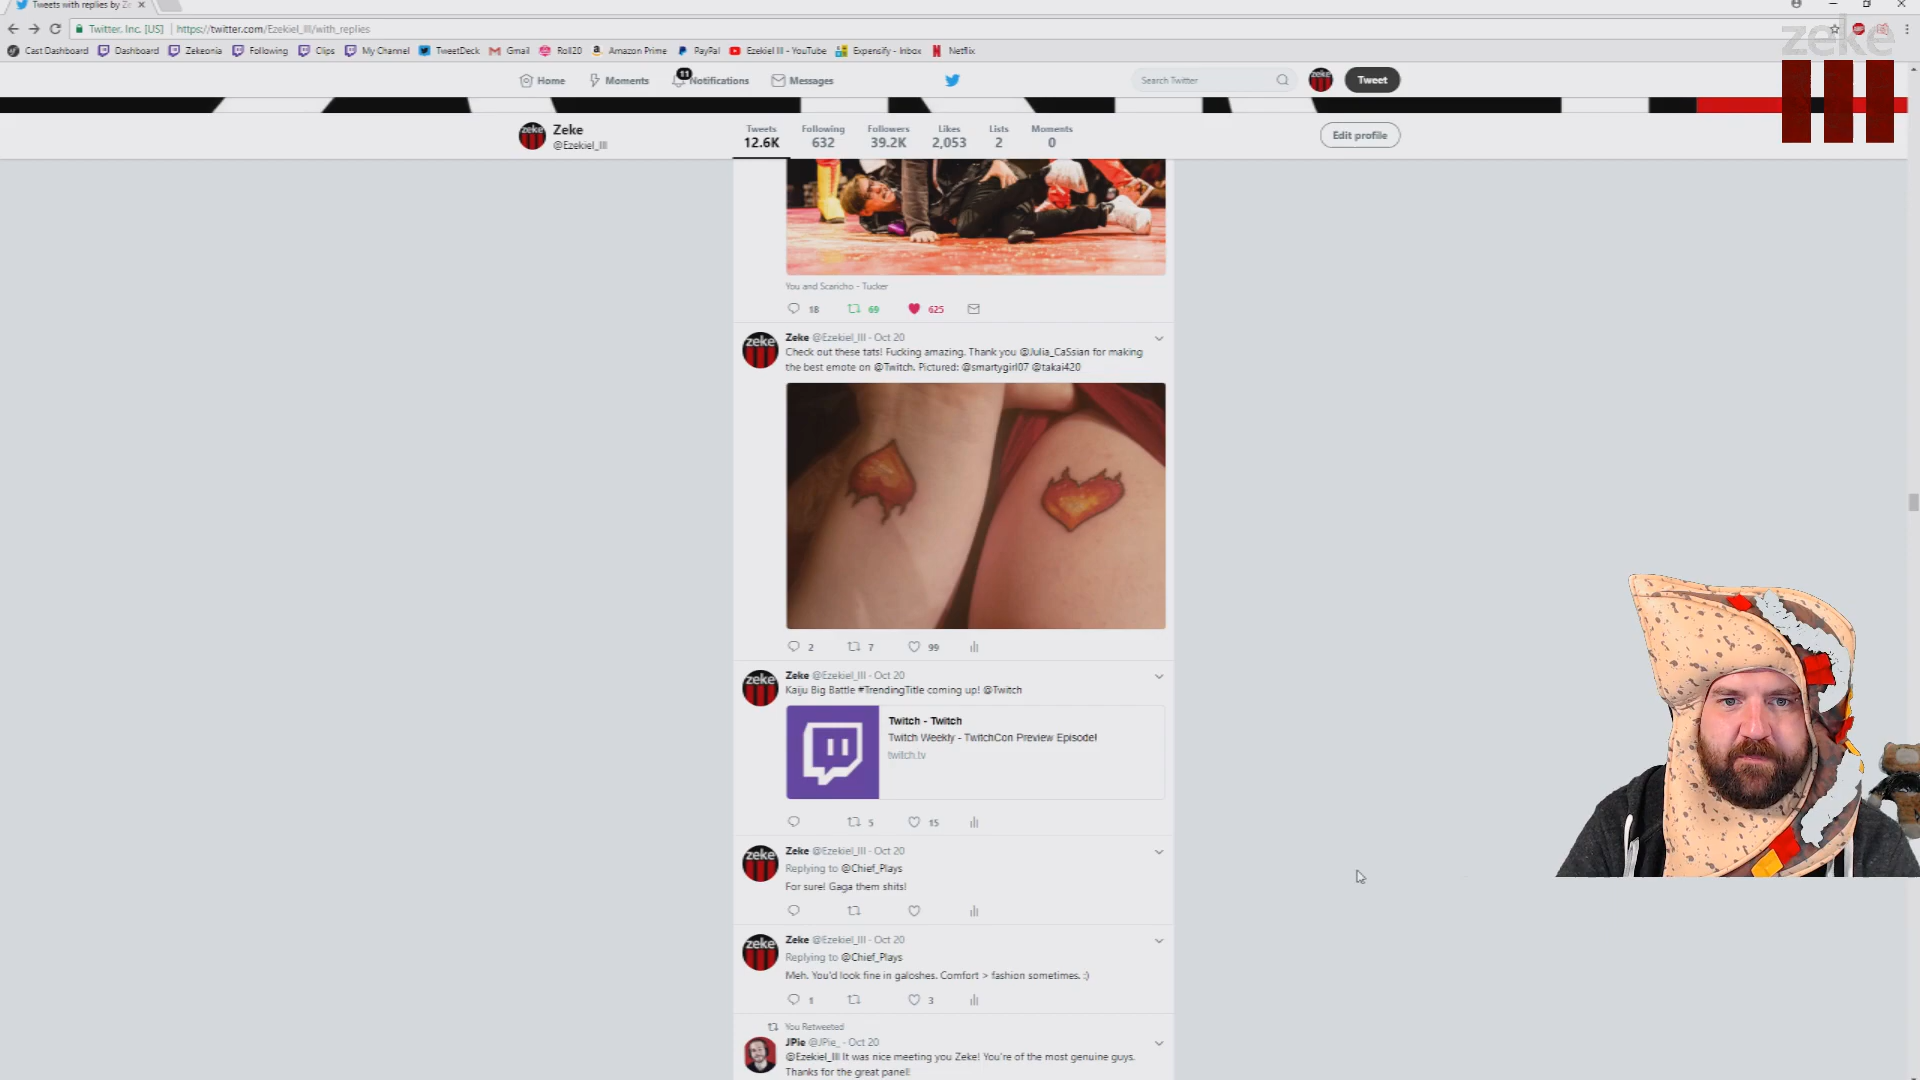 Tweets with replies by Ze
Twitter, Inc. [US] https://twitter.com/Ezekiel_III/with_replies
Cast Dashboard Dashboard Zekeonia Following Clips My Channel TweetDeck Gmail Roll20 Amazon Prime PayPal Ezekiel III - YouTube Expensify - Inbox Netflix
zeke
Home Moments 11 Notifications Messages Search Twitter zeke Tweet
zeke Zeke
@Ezekiel_III
Tweets Following Followers Likes Lists Moments
12.6K 632 39.2K 2,053 2 0
Edit profile
You and Scaricho - Tucker
18 69 625
zeke
Zeke @Ezekiel_III - Oct 20
Check out these tats! Fucking amazing. Thank you @Julia_CaSsian for making
the best emote on @Twitch. Pictured: @smartygirl07 @takai420
2 7 99
zeke
Zeke @Ezekiel_III - Oct 20
Kaiju Big Battle #TrendingTitle coming up! @Twitch
Twitch - Twitch
Twitch Weekly - TwitchCon Preview Episode!
twitch.tv
5 15
zeke
Zeke @Ezekiel_III - Oct 20
Replying to @Chief_Plays
For sure! Gaga them shits!
zeke
Zeke @Ezekiel_III - Oct 20
Replying to @Chief_Plays
Meh. You'd look fine in galoshes. Comfort > fashion sometimes. :)
1 3
You Retweeted
JPie @JPie_ - Oct 20
@Ezekiel_III It was nice meeting you Zeke! You're of the most genuine guys.
Thanks for the great panel!